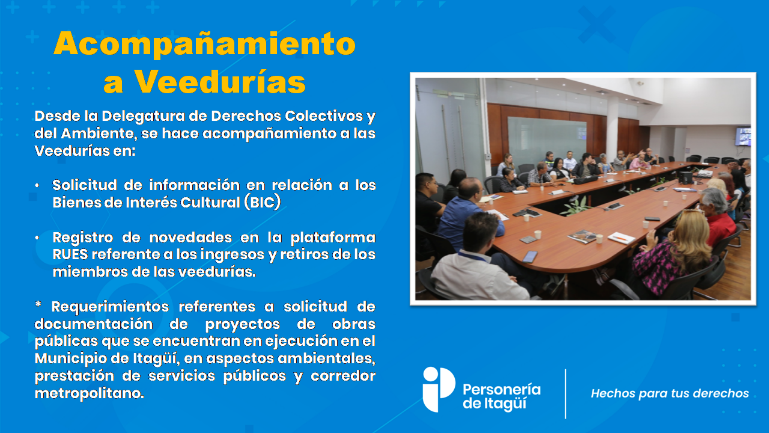 Acompañamiento
a Veedurías
Desde la Delegatura de Derechos Colectivos y
del Ambiente, se hace acompañamiento a las
Veedurías en:
• Solicitud de información en relación a los
Bienes de Interés Cultural (BIC)
• Registro de novedades en la plataforma
RUES referente a los ingresos y retiros de los
miembros de las veedurías.
* Requerimientos referentes a solicitud de
documentación de proyectos de obras
públicas que se encuentran en ejecución en el
Municipio de Itagüí, en aspectos ambientales,
prestación de servicios públicos y corredor
metropolitano.
Personería
de Itagüí
Hechos para tus derechos